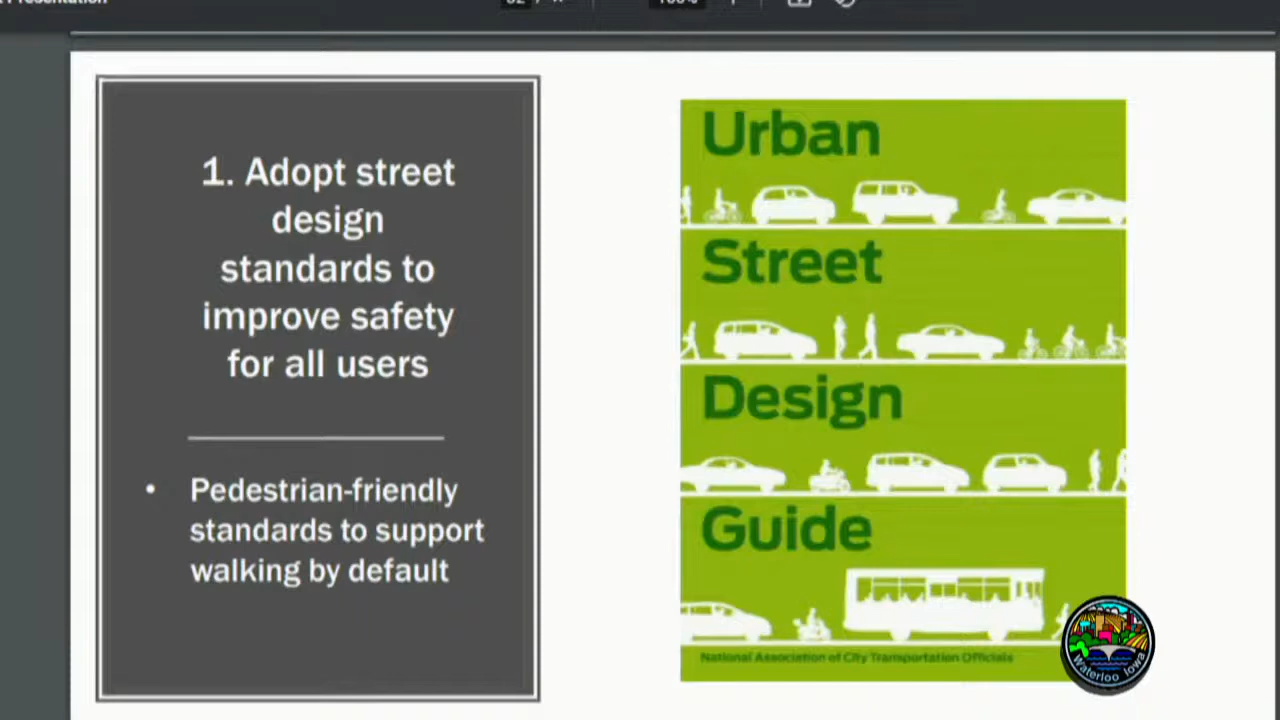 Presentation
1. Adopt street
design
standards to
improve safety
for all users
• Pedestrian-friendly
standards to support
walking by default
Urban
Street
Design
Guide
National Association of City Transportation Officials
Waterloo Iowa